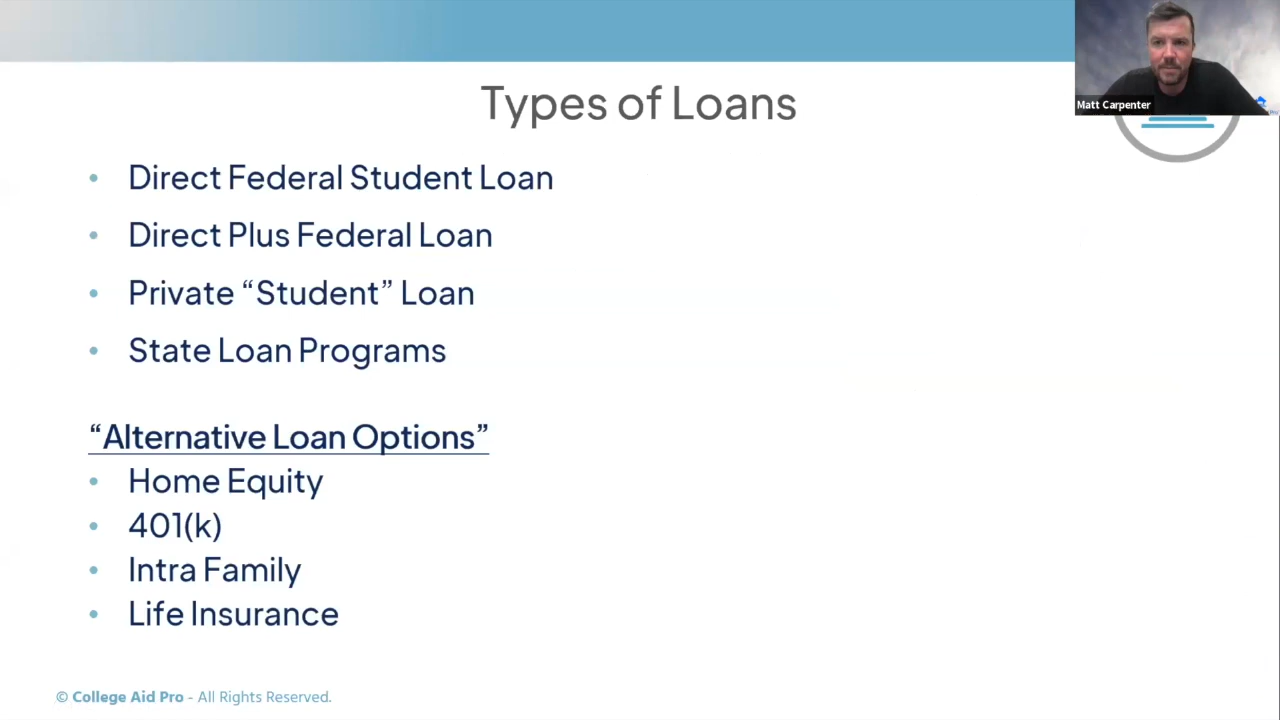 Types of Loans
Matt Carpenter
• Direct Federal Student Loan
• Direct Plus Federal Loan
• Private “Student” Loan
• State Loan Programs
“Alternative Loan Options”
• Home Equity
• 401(k)
• Intra Family
• Life Insurance
© College Aid Pro - All Rights Reserved.